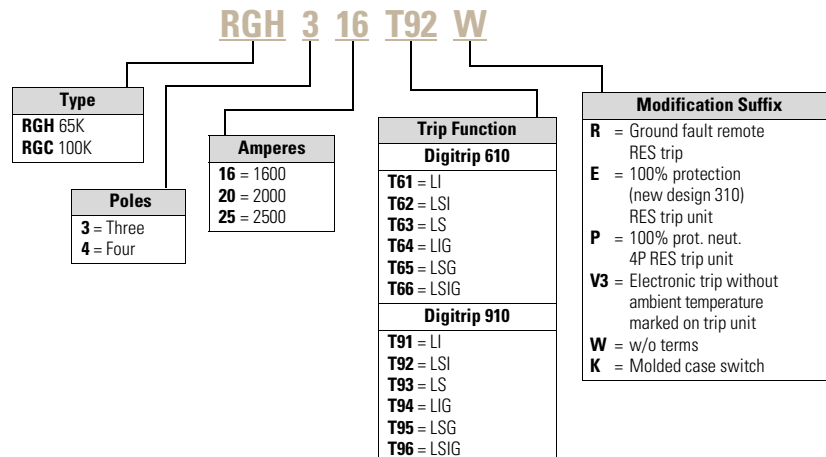 RGH 3 16 T92 W
Type
RGH 65K
RGC 100K
Poles
3 = Three
4 = Four
Amperes
16 = 1600
20 = 2000
25 = 2500
Trip Function
Digitrip 610
T61 = LI
T62 = LSI
T63 = LS
T64 = LIG
T65 = LSG
T66 = LSIG
Digitrip 910
T91 = LI
T92 = LSI
T93 = LS
T94 = LIG
T95 = LSG
T96 = LSIG
Modification Suffix
R = Ground fault remote
RES trip
E = 100% protection
(new design 310)
RES trip unit
P = 100% prot. neut.
4P RES trip unit
V3 = Electronic trip without
ambient temperature
marked on trip unit
W = w/o terms
K = Molded case switch